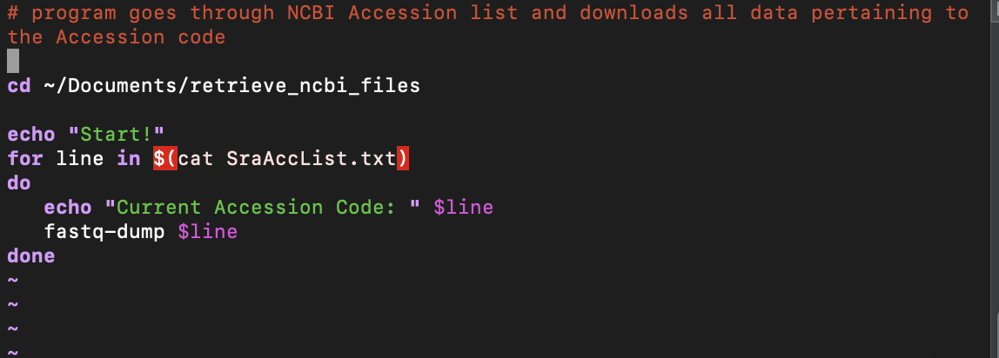 # program goes through NCBI Accession list and downloads all data pertaining to
the Accession code

cd ~/Documents/retrieve_ncbi_files

echo "Start!"
for line in $(cat SraAccList.txt)
do
   echo "Current Accession Code: " $line
   fastq-dump $line
done
~
~
~
~